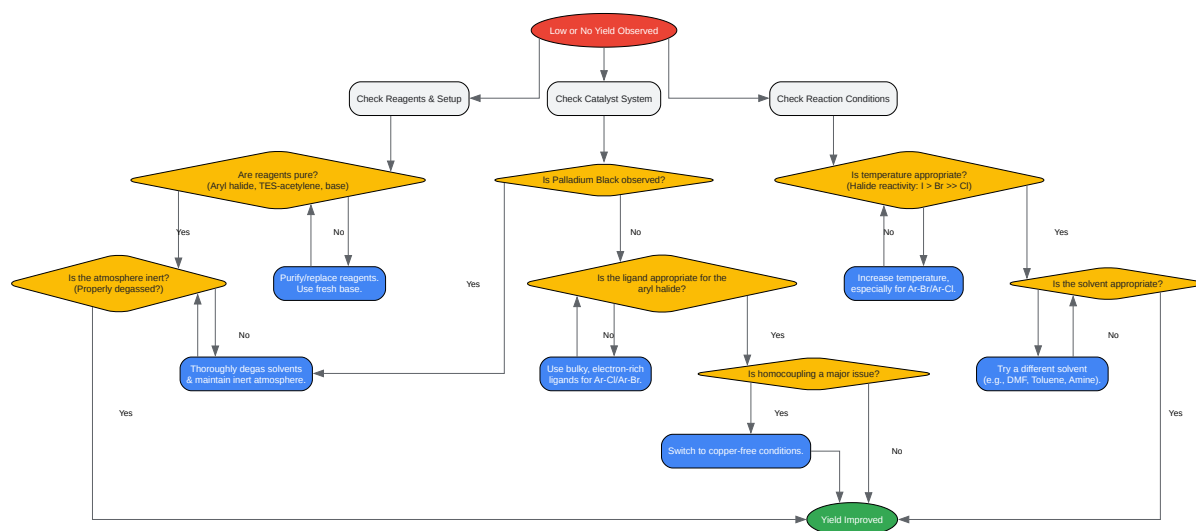 Low or No Yield Observed
Check Reagents & Setup
Check Catalyst System
Check Reaction Conditions
Are reagents pure?
(Aryl halide, TES-acetylene, base)
Is Palladium Black observed?
Is temperature appropriate?
(Halide reactivity: I > Br >> Cl)
Yes
No
No
No
Yes
Is the atmosphere inert?
(Properly degassed?)
Purify/replace reagents.
Use fresh base.
Yes
Is the ligand appropriate for the
aryl halide?
Increase temperature,
especially for Ar-Br/Ar-Cl.
Is the solvent appropriate?
No
No
Yes
No
Thoroughly degas solvents
& maintain inert atmosphere.
Use bulky, electron-rich
ligands for Ar-Cl/Ar-Br.
Is homocoupling a major issue?
Try a different solvent
(e.g., DMF, Toluene, Amine).
Yes
Yes
Yes
Switch to copper-free conditions.
No
Yield Improved